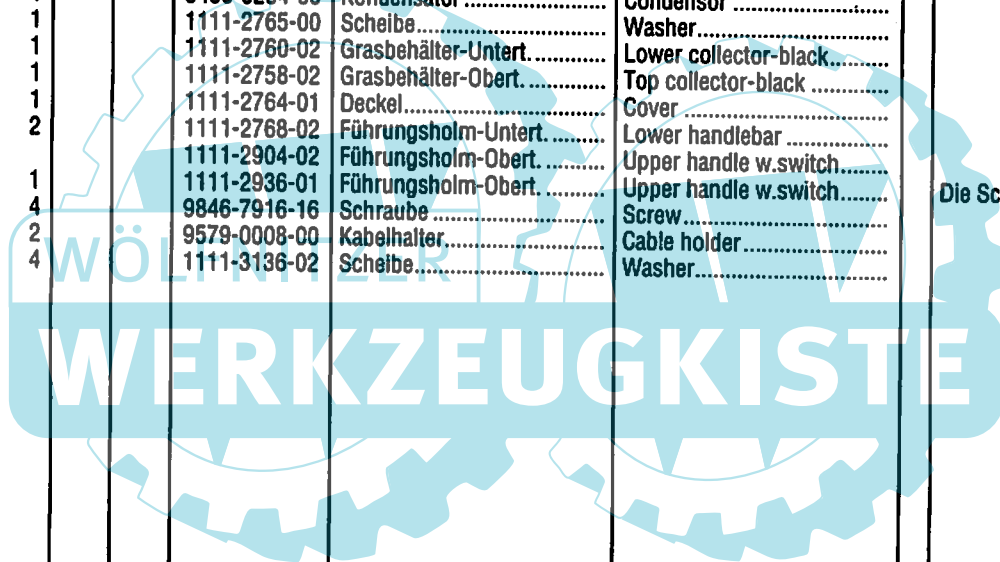 Kondensator Condensor
1 1111-2765-00 Scheibe Washer
1 1111-2760-02 Grasbehälter-Untert. Lower collector-black
1 1111-2758-02 Grasbehälter-Obert. Top collector-black
1 1111-2764-01 Deckel Cover
2 1111-2768-02 Führungsholm-Untert. Lower handlebar
1111-2904-02 Führungsholm-Obert. Upper handle w.switch
1 1111-2936-01 Führungsholm-Obert. Upper handle w.switch Die Sc
4 9846-7916-16 Schraube Screw
2 9579-0008-00 Kabelhalter Cable holder
4 1111-3136-02 Scheibe Washer
WÖLFNITZER
WERKZEUGKISTE